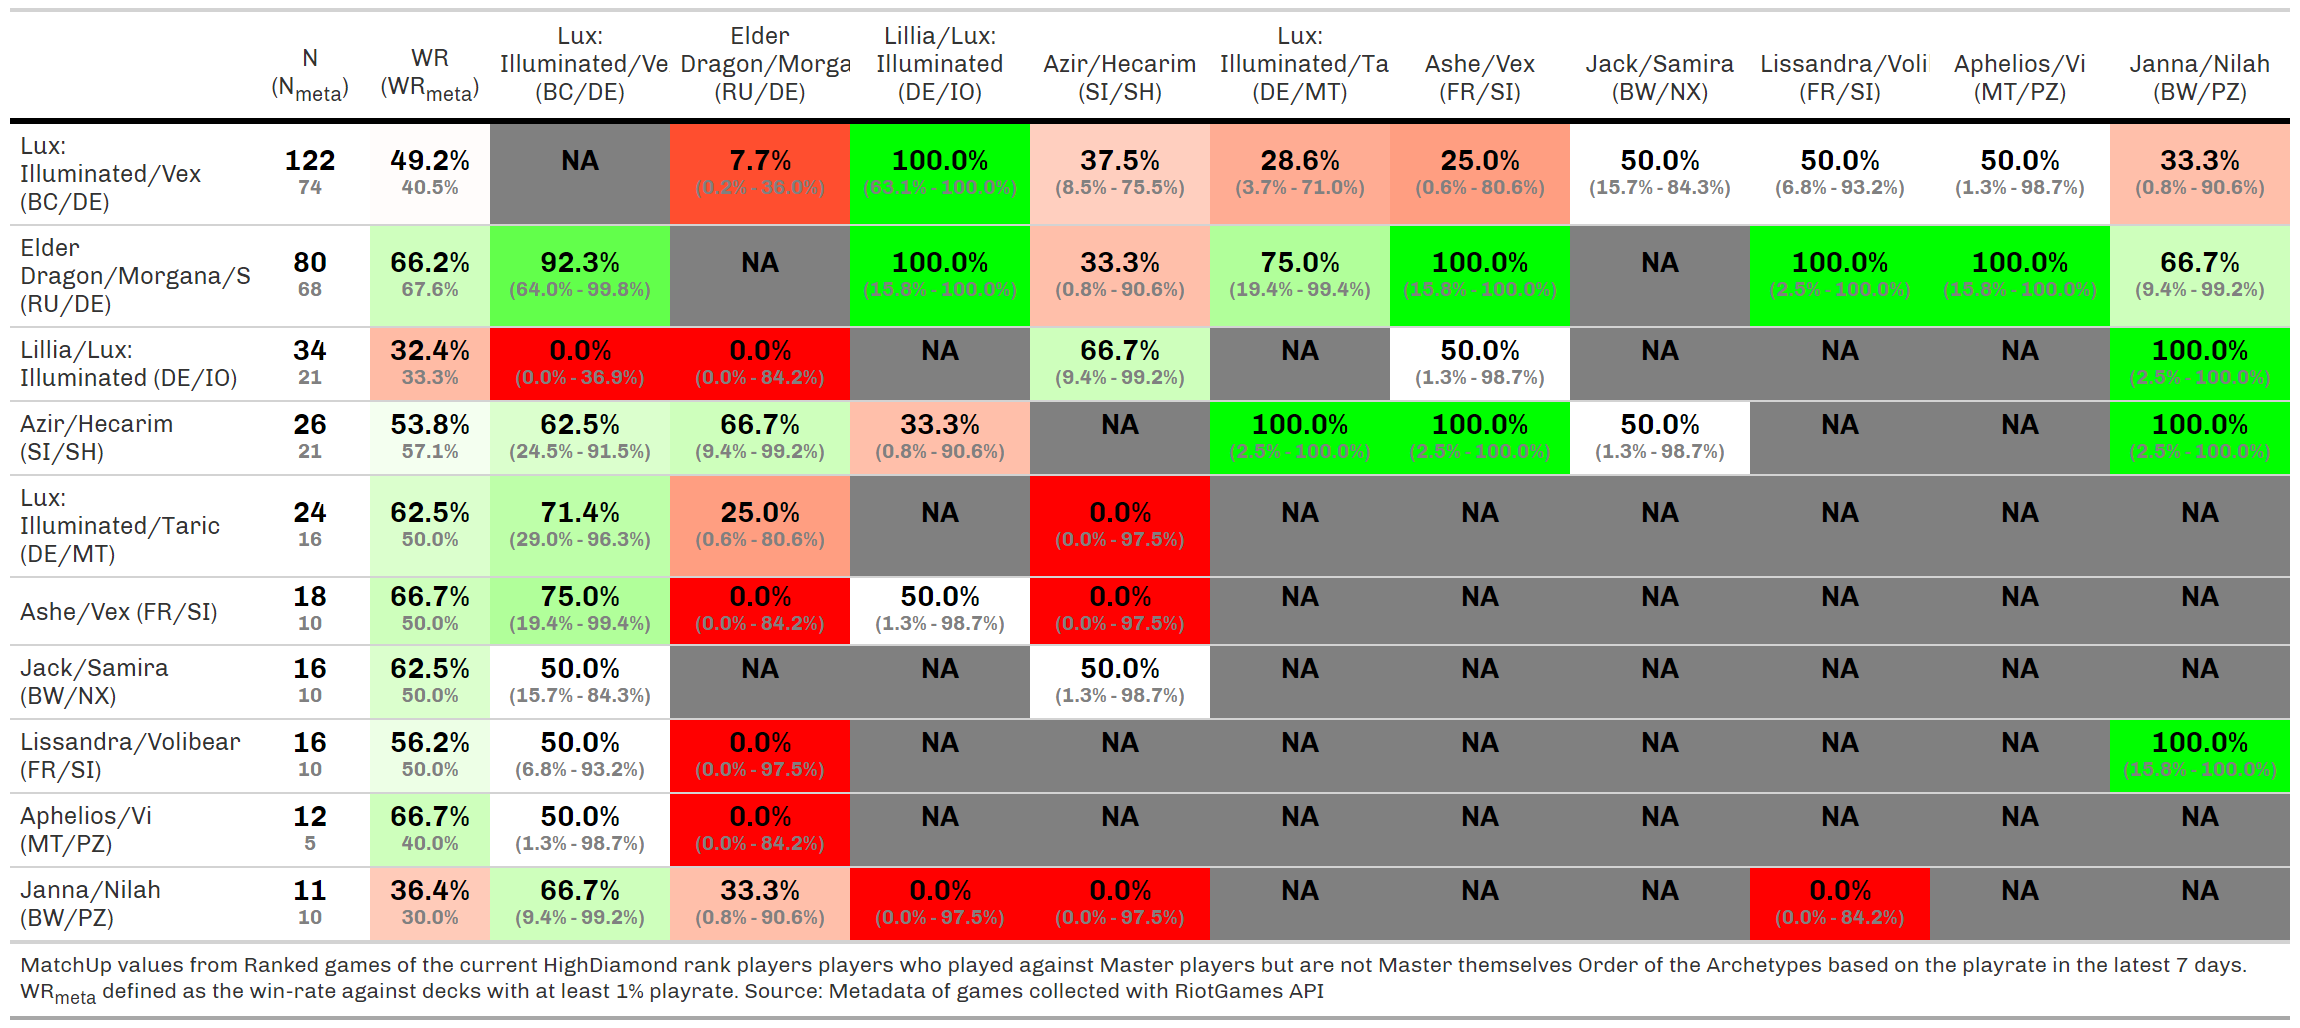 N (Nmeta) WR (WRmeta) Lux: Illuminated/Ve (BC/DE) Elder Dragon/Morga (RU/DE) Lillia/Lux: Illuminated (DE/IO) Azir/Hecarim (SI/SH) Lux: Illuminated/Ta (DE/MT) Ashe/Vex (FR/SI) Jack/Samira (BW/NX) Lissandra/Voli (FR/SI) Aphelios/Vi (MT/PZ) Janna/Nilah (BW/PZ)
Lux: Illuminated/Vex (BC/DE) 122 49.2% NA 7.7% 100.0% 37.5% 28.6% 25.0% 50.0% 50.0% 50.0% 33.3%
74 40.5% (0.2% - 36.0%) (63.1% - 100.0%) (8.5% - 75.5%) (3.7% - 71.0%) (0.6% - 80.6%) (15.7% - 84.3%) (6.8% - 93.2%) (1.3% - 98.7%) (0.8% - 90.6%)
Elder Dragon/Morgana/S (RU/DE) 80 66.2% 92.3% NA 100.0% 33.3% 75.0% 100.0% NA 100.0% 100.0% 66.7%
68 67.6% (64.0% - 99.8%) (15.8% - 100.0%) (0.8% - 90.6%) (19.4% - 99.4%) (15.8% - 100.0%) (2.5% - 100.0%) (15.8% - 100.0%) (9.4% - 99.2%)
Lillia/Lux: Illuminated (DE/IO) 34 32.4% 0.0% 0.0% NA 66.7% NA 50.0% NA NA NA 100.0%
21 33.3% (0.0% - 36.9%) (0.0% - 84.2%) (9.4% - 99.2%) (1.3% - 98.7%) (2.5% - 100.0%)
Azir/Hecarim (SI/SH) 26 53.8% 62.5% 66.7% 33.3% NA 100.0% 100.0% 50.0% NA NA 100.0%
21 57.1% (24.5% - 91.5%) (9.4% - 99.2%) (0.8% - 90.6%) (2.5% - 100.0%) (2.5% - 100.0%) (1.3% - 98.7%) (2.5% - 100.0%)
Lux: Illuminated/Taric (DE/MT) 24 62.5% 71.4% 25.0% NA 0.0% NA NA NA NA NA NA
16 50.0% (29.0% - 96.3%) (0.6% - 80.6%) (0.0% - 97.5%)
Ashe/Vex (FR/SI) 18 66.7% 75.0% 0.0% 50.0% 0.0% NA NA NA NA NA NA
10 50.0% (19.4% - 99.4%) (0.0% - 84.2%) (1.3% - 98.7%) (0.0% - 97.5%)
Jack/Samira (BW/NX) 16 62.5% 50.0% NA NA 50.0% NA NA NA NA NA NA
10 50.0% (15.7% - 84.3%) (1.3% - 98.7%)
Lissandra/Volibear (FR/SI) 16 56.2% 50.0% 0.0% NA NA NA NA NA NA NA 100.0%
10 50.0% (6.8% - 93.2%) (0.0% - 97.5%) (15.8% - 100.0%)
Aphelios/Vi (MT/PZ) 12 66.7% 50.0% 0.0% NA NA NA NA NA NA NA NA
5 40.0% (1.3% - 98.7%) (0.0% - 84.2%)
Janna/Nilah (BW/PZ) 11 36.4% 66.7% 33.3% 0.0% 0.0% NA NA NA 0.0% NA NA
10 30.0% (9.4% - 99.2%) (0.8% - 90.6%) (0.0% - 97.5%) (0.0% - 97.5%) (0.0% - 84.2%)
MatchUp values from Ranked games of the current HighDiamond rank players players who played against Master players but are not Master themselves Order of the Archetypes based on the playrate in the latest 7 days.
WRmeta defined as the win-rate against decks with at least 1% playrate. Source: Metadata of games collected with RiotGames API